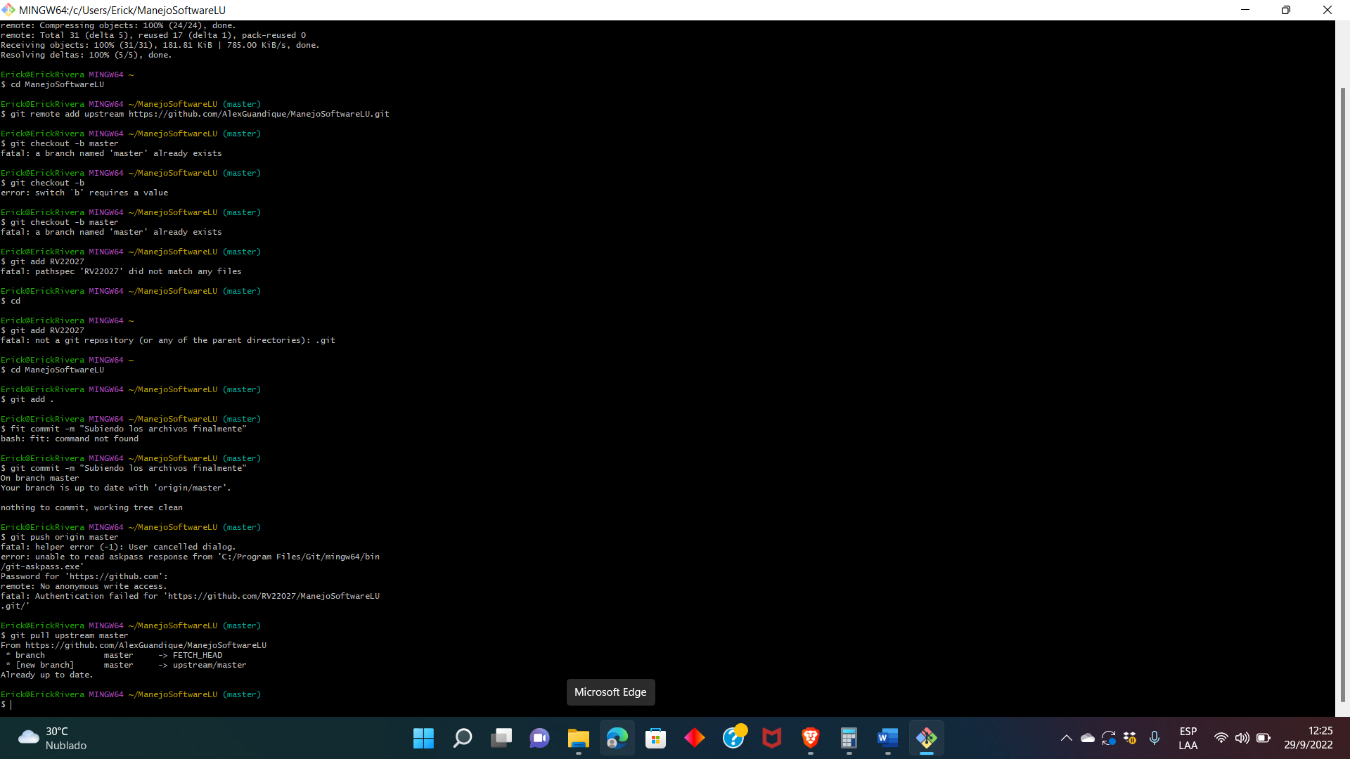 MINGW64:/c/Users/Erick/ManejoSoftwareLU
remote: Compressing objects: 100% (24/24), done.
remote: Total 31 (delta 5), reused 17 (delta 1), pack-reused 0
Receiving objects: 100% (31/31), 181.81 KiB | 785.00 KiB/s, done.
Resolving deltas: 100% (5/5), done.
Erick@ErickRivera MINGW64 ~
$ cd ManejoSoftwareLU
Erick@ErickRivera MINGW64 ~/ManejoSoftwareLU (master)
$ git remote add upstream https://github.com/AlexGuandique/ManejoSoftwareLU.git
Erick@ErickRivera MINGW64 ~/ManejoSoftwareLU (master)
$ git checkout -b master
fatal: a branch named 'master' already exists
Erick@ErickRivera MINGW64 ~/ManejoSoftwareLU (master)
$ git checkout -b
error: switch `b' requires a value
Erick@ErickRivera MINGW64 ~/ManejoSoftwareLU (master)
$ git checkout -b master
fatal: a branch named 'master' already exists
Erick@ErickRivera MINGW64 ~/ManejoSoftwareLU (master)
$ git add RV22027
fatal: pathspec 'RV22027' did not match any files
Erick@ErickRivera MINGW64 ~/ManejoSoftwareLU (master)
$ cd
Erick@ErickRivera MINGW64 ~
$ git add RV22027
fatal: not a git repository (or any of the parent directories): .git
Erick@ErickRivera MINGW64 ~
$ cd ManejoSoftwareLU
Erick@ErickRivera MINGW64 ~/ManejoSoftwareLU (master)
$ git add .
Erick@ErickRivera MINGW64 ~/ManejoSoftwareLU (master)
$ fit commit -m "Subiendo los archivos finalmente"
bash: fit: command not found
Erick@ErickRivera MINGW64 ~/ManejoSoftwareLU (master)
$ git commit -m "Subiendo los archivos finalmente"
On branch master
Your branch is up to date with 'origin/master'.
nothing to commit, working tree clean
Erick@ErickRivera MINGW64 ~/ManejoSoftwareLU (master)
$ git push origin master
fatal: helper error (-1): User cancelled dialog.
error: unable to read askpass response from 'C:/Program Files/Git/mingw64/bin
/git-askpass.exe'
Password for 'https://github.com':
remote: No anonymous write access.
fatal: Authentication failed for 'https://github.com/RV22027/ManejoSoftwareLU
.git/'
Erick@ErickRivera MINGW64 ~/ManejoSoftwareLU (master)
$ git pull upstream master
From https://github.com/AlexGuandique/ManejoSoftwareLU
* branch master -> FETCH_HEAD
* [new branch] master -> upstream/master
Already up to date.
Erick@ErickRivera MINGW64 ~/ManejoSoftwareLU (master)
$
Microsoft Edge
30°C
Nublado
ESP
LAA
12:25
29/9/2022